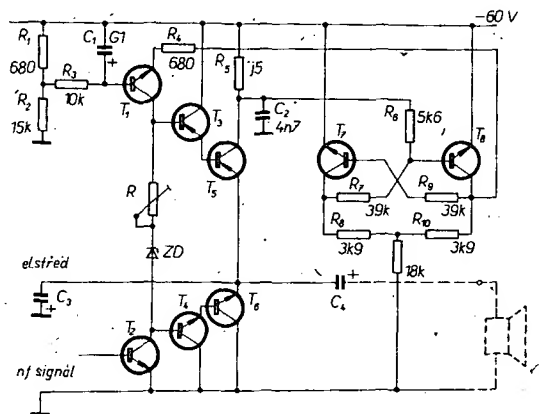 −60 V
R1
680
C1
G1
R4
680
R3
10k
R2
15k
T1
T3
R5
j5
C2
4n7
T5
R6
5k6
T7
T8
R7
39k
R9
39k
R8
3k9
R10
3k9
R
ZD
el.střed
C3
T4
T6
C4
18k
T2
nf signál